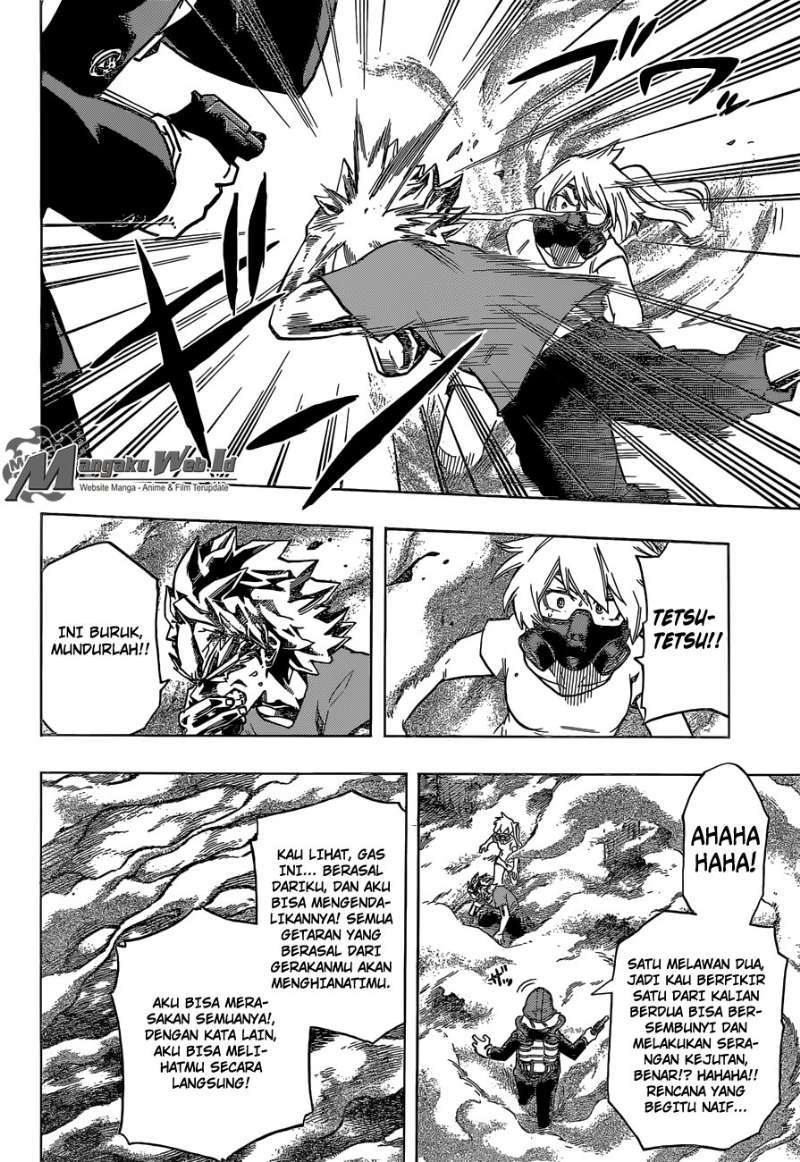 ブブッ
Mangaku.Web.Id
Website Manga - Anime & Film Terupdate
TETSU-
TETSU!!
INI BURUK,
MUNDURLAH!!
AHAHA
HAHA!
SATU MELAWAN DUA,
JADI KAU BERFIKIR
SATU DARI KALIAN
BERDUA BISA BER-
SEMBUNYI DAN
MELAKUKAN SERA-
NGAN KEJUTAN,
BENAR!? HAHAHA!!
RENCANA YANG
BEGITU NAIF...
KAU LIHAT, GAS
INI... BERASAL
DARIKU, DAN AKU
BISA MENGENDA-
LIKANNYA! SEMUA
GETARAN YANG
BERASAL DARI
GERAKANMU AKAN
MENGHIANATIMU.
AKU BISA MERA-
SAKAN SEMUANYA!,
DENGAN KATA LAIN,
AKU BISA MELI-
HATMU SECARA
LANGSUNG!